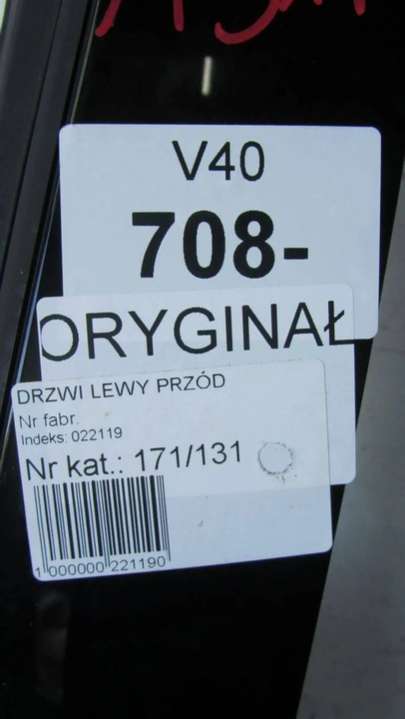 V40
708-
ORYGINAŁ
DRZWI LEWY PRZÓD
Nr fabr.
Indeks: 022119
Nr kat.: 171/131
1 000000 221190